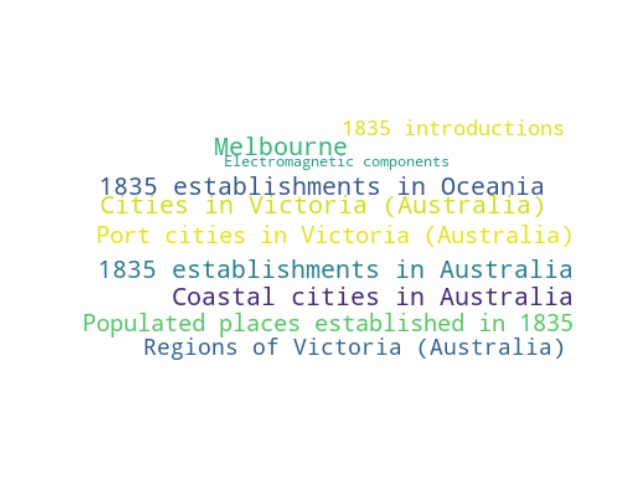 1835 introductions
Melbourne
Electromagnetic components
1835 establishments in Oceania
Cities in Victoria (Australia)
Port cities in Victoria (Australia)
1835 establishments in Australia
Coastal cities in Australia
Populated places established in 1835
Regions of Victoria (Australia)